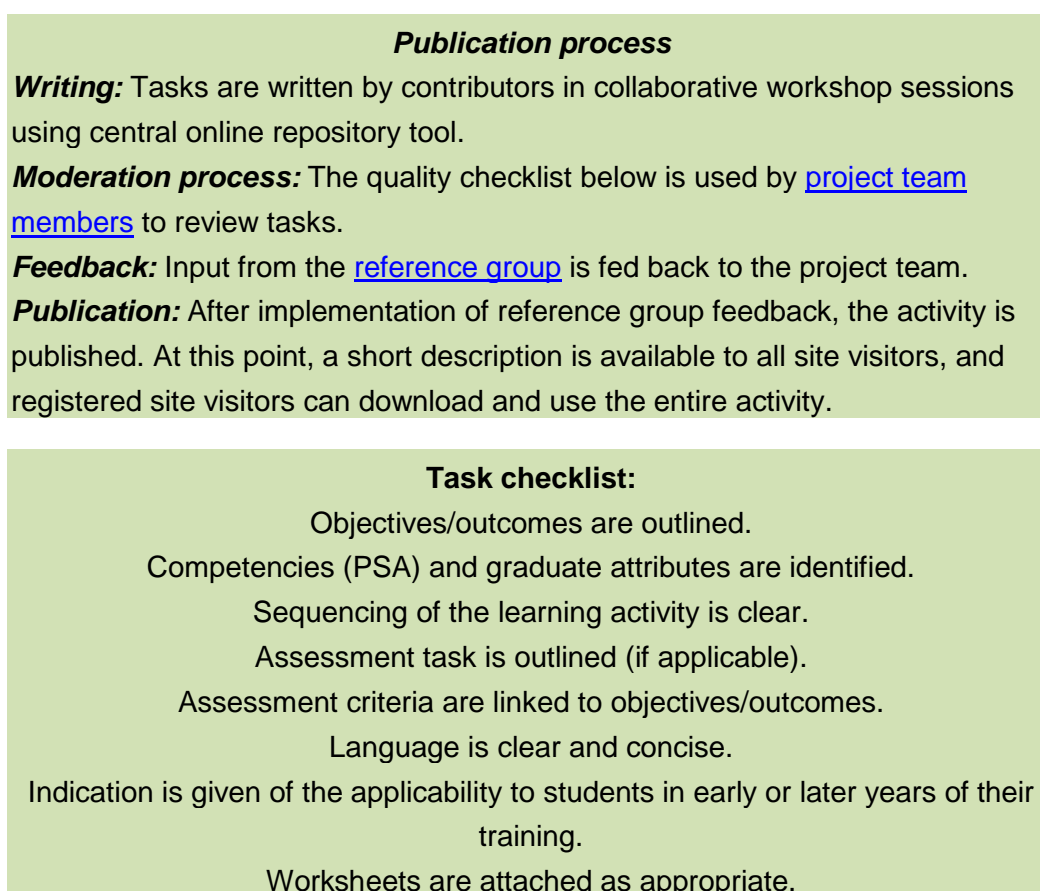 Publication process
Writing: Tasks are written by contributors in collaborative workshop sessions
using central online repository tool.
Moderation process: The quality checklist below is used by project team
members to review tasks.
Feedback: Input from the reference group is fed back to the project team.
Publication: After implementation of reference group feedback, the activity is
published. At this point, a short description is available to all site visitors, and
registered site visitors can download and use the entire activity.
Task checklist:
Objectives/outcomes are outlined.
Competencies (PSA) and graduate attributes are identified.
Sequencing of the learning activity is clear.
Assessment task is outlined (if applicable).
Assessment criteria are linked to objectives/outcomes.
Language is clear and concise.
Indication is given of the applicability to students in early or later years of their
training.
Worksheets are attached as appropriate.